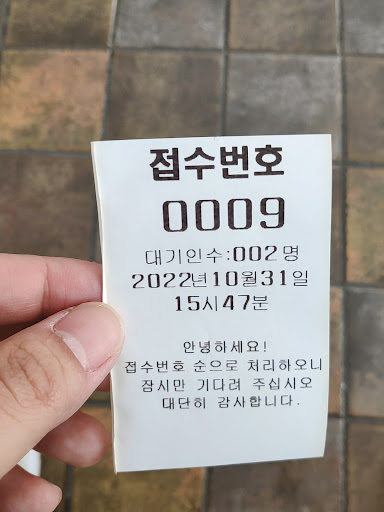 접수번호
0009
대기인수:002명
2022년10월31일
15시47분
안녕하세요!
접수번호 순으로 처리하오니
잠시만 기다려 주십시오
대단히 감사합니다.